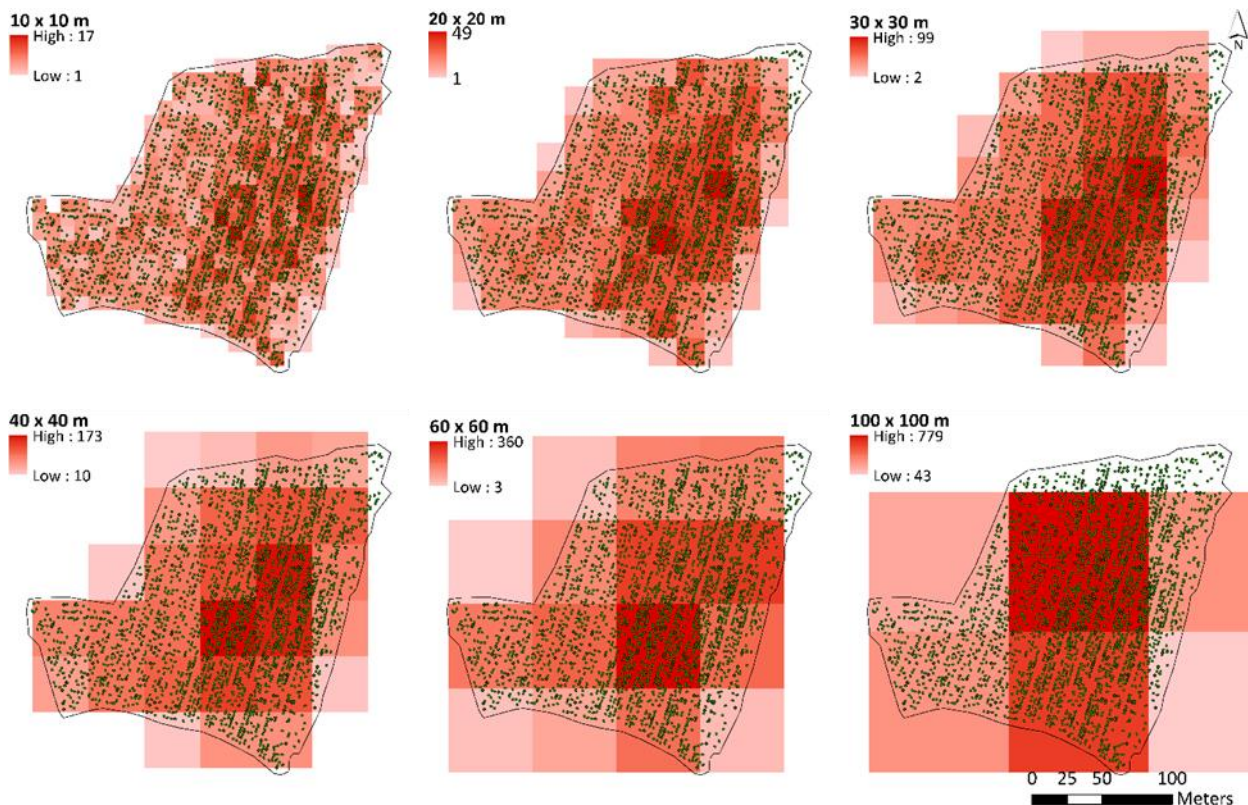 10 x 10 m
High : 17
Low : 1
20 x 20 m
49
1
30 x 30 m
High : 99
Low : 2
N
40 x 40 m
High : 173
Low : 10
60 x 60 m
High : 360
Low : 3
100 x 100 m
High : 779
Low : 43
0 25 50 100
Meters